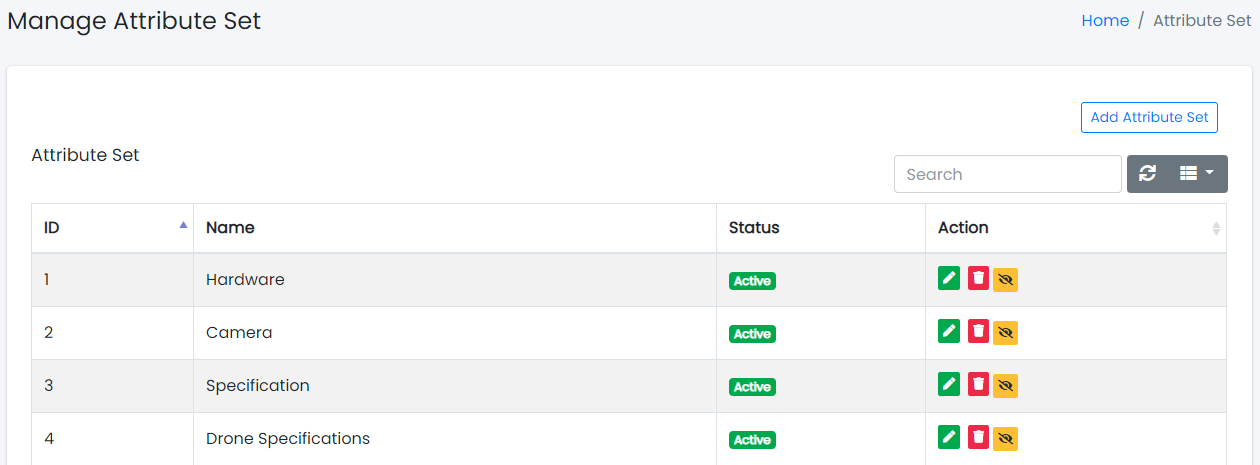 Manage Attribute Set
Home / Attribute Set
Add Attribute Set
Attribute Set
Search
ID Name Status Action
1 Hardware Active
2 Camera Active
3 Specification Active
4 Drone Specifications Active